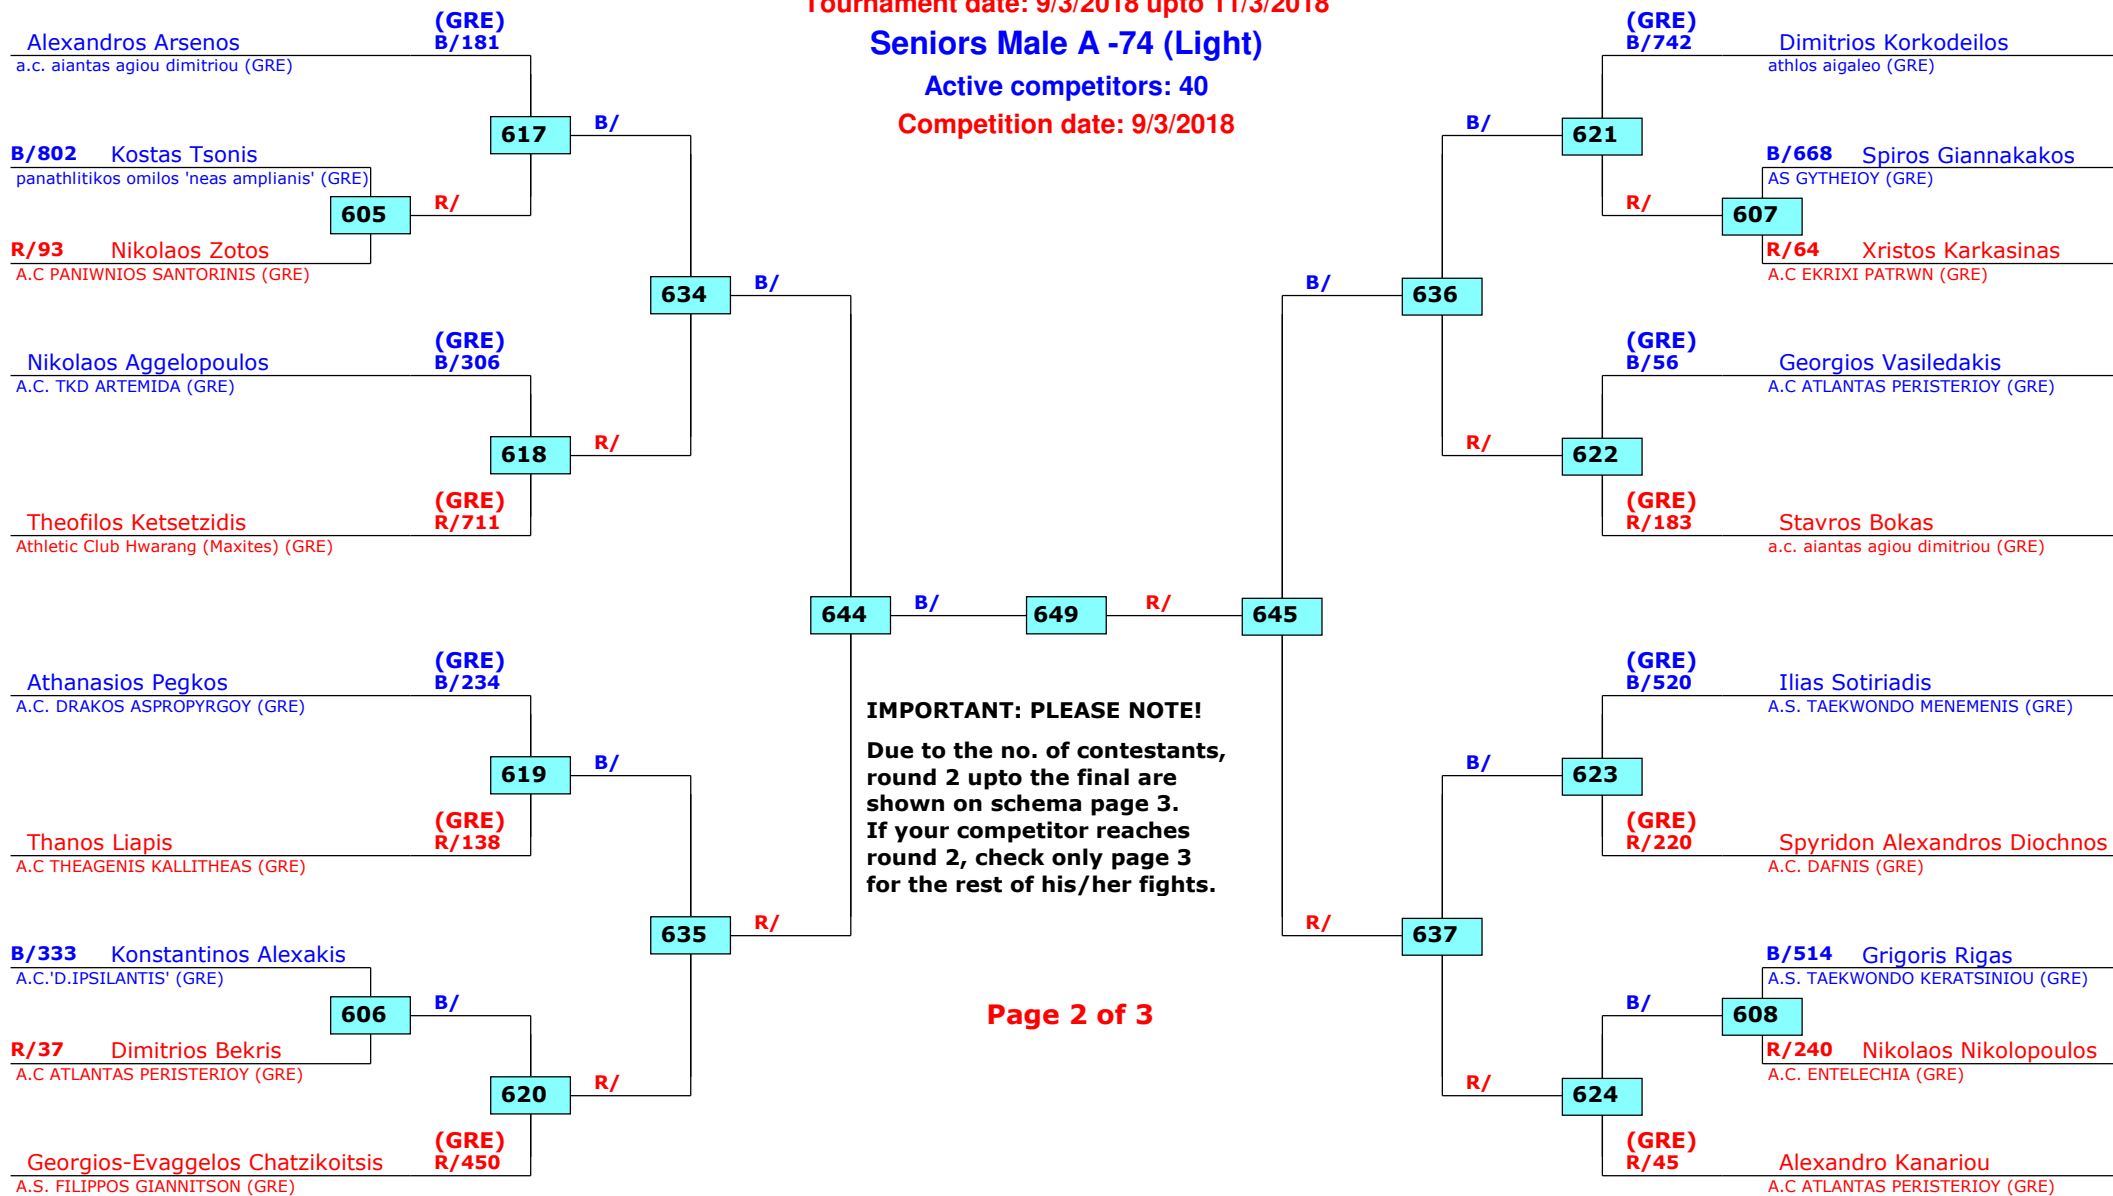 Tournament date: 9/3/2018 upto 11/3/2018
Seniors Male A -74 (Light)
Active competitors: 40
Competition date: 9/3/2018
(GRE)
Alexandros Arsenos B/181
a.c. aiantas agiou dimitriou (GRE)
617 B/
B/802 Kostas Tsonis
panathlitikos omilos 'neas amplianis' (GRE)
605 R/
R/93 Nikolaos Zotos
A.C PANIWNIOS SANTORINIS (GRE)
634 B/
(GRE)
Nikolaos Aggelopoulos B/306
A.C. TKD ARTEMIDA (GRE)
618 R/
(GRE)
Theofilos Ketsetzidis R/711
Athletic Club Hwarang (Maxites) (GRE)
644 B/ 649 R/ 645
(GRE)
Athanasios Pegkos B/234
A.C. DRAKOS ASPROPYRGOY (GRE)
619 B/
(GRE)
Thanos Liapis R/138
A.C THEAGENIS KALLITHEAS (GRE)
635 R/
B/333 Konstantinos Alexakis
A.C.'D.IPSILANTIS' (GRE)
606 B/
R/37 Dimitrios Bekris
A.C ATLANTAS PERISTERIOY (GRE)
620 R/
(GRE)
Georgios-Evaggelos Chatzikoitsis R/450
A.S. FILIPPOS GIANNITSON (GRE)
IMPORTANT: PLEASE NOTE!
Due to the no. of contestants,
round 2 upto the final are
shown on schema page 3.
If your competitor reaches
round 2, check only page 3
for the rest of his/her fights.
Page 2 of 3
(GRE)
B/742 Dimitrios Korkodeilos
athlos aigaleo (GRE)
B/ 621
B/668 Spiros Giannakakos
AS GYTHEIOY (GRE)
R/ 607
R/64 Xristos Karkasinas
A.C EKRIXI PATRWN (GRE)
B/ 636
(GRE)
B/56 Georgios Vasiledakis
A.C ATLANTAS PERISTERIOY (GRE)
R/ 622
(GRE)
R/183 Stavros Bokas
a.c. aiantas agiou dimitriou (GRE)
(GRE)
B/520 Ilias Sotiriadis
A.S. TAEKWONDO MENEMENIS (GRE)
B/ 623
(GRE)
R/220 Spyridon Alexandros Diochnos
A.C. DAFNIS (GRE)
R/ 637
B/514 Grigoris Rigas
A.S. TAEKWONDO KERATSINIOU (GRE)
B/ 608
R/240 Nikolaos Nikolopoulos
A.C. ENTELECHIA (GRE)
R/ 624
(GRE)
R/45 Alexandro Kanariou
A.C ATLANTAS PERISTERIOY (GRE)